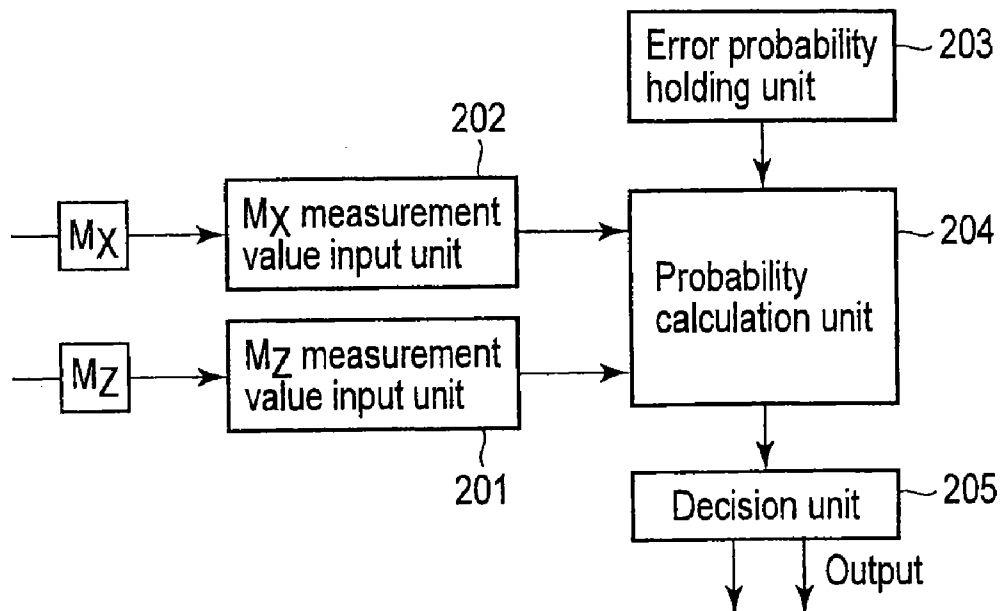 Error probability
holding unit
203
202
MX
MX measurement
value input unit
Probability
calculation unit
204
MZ
MZ measurement
value input unit
201
Decision unit
205
Output